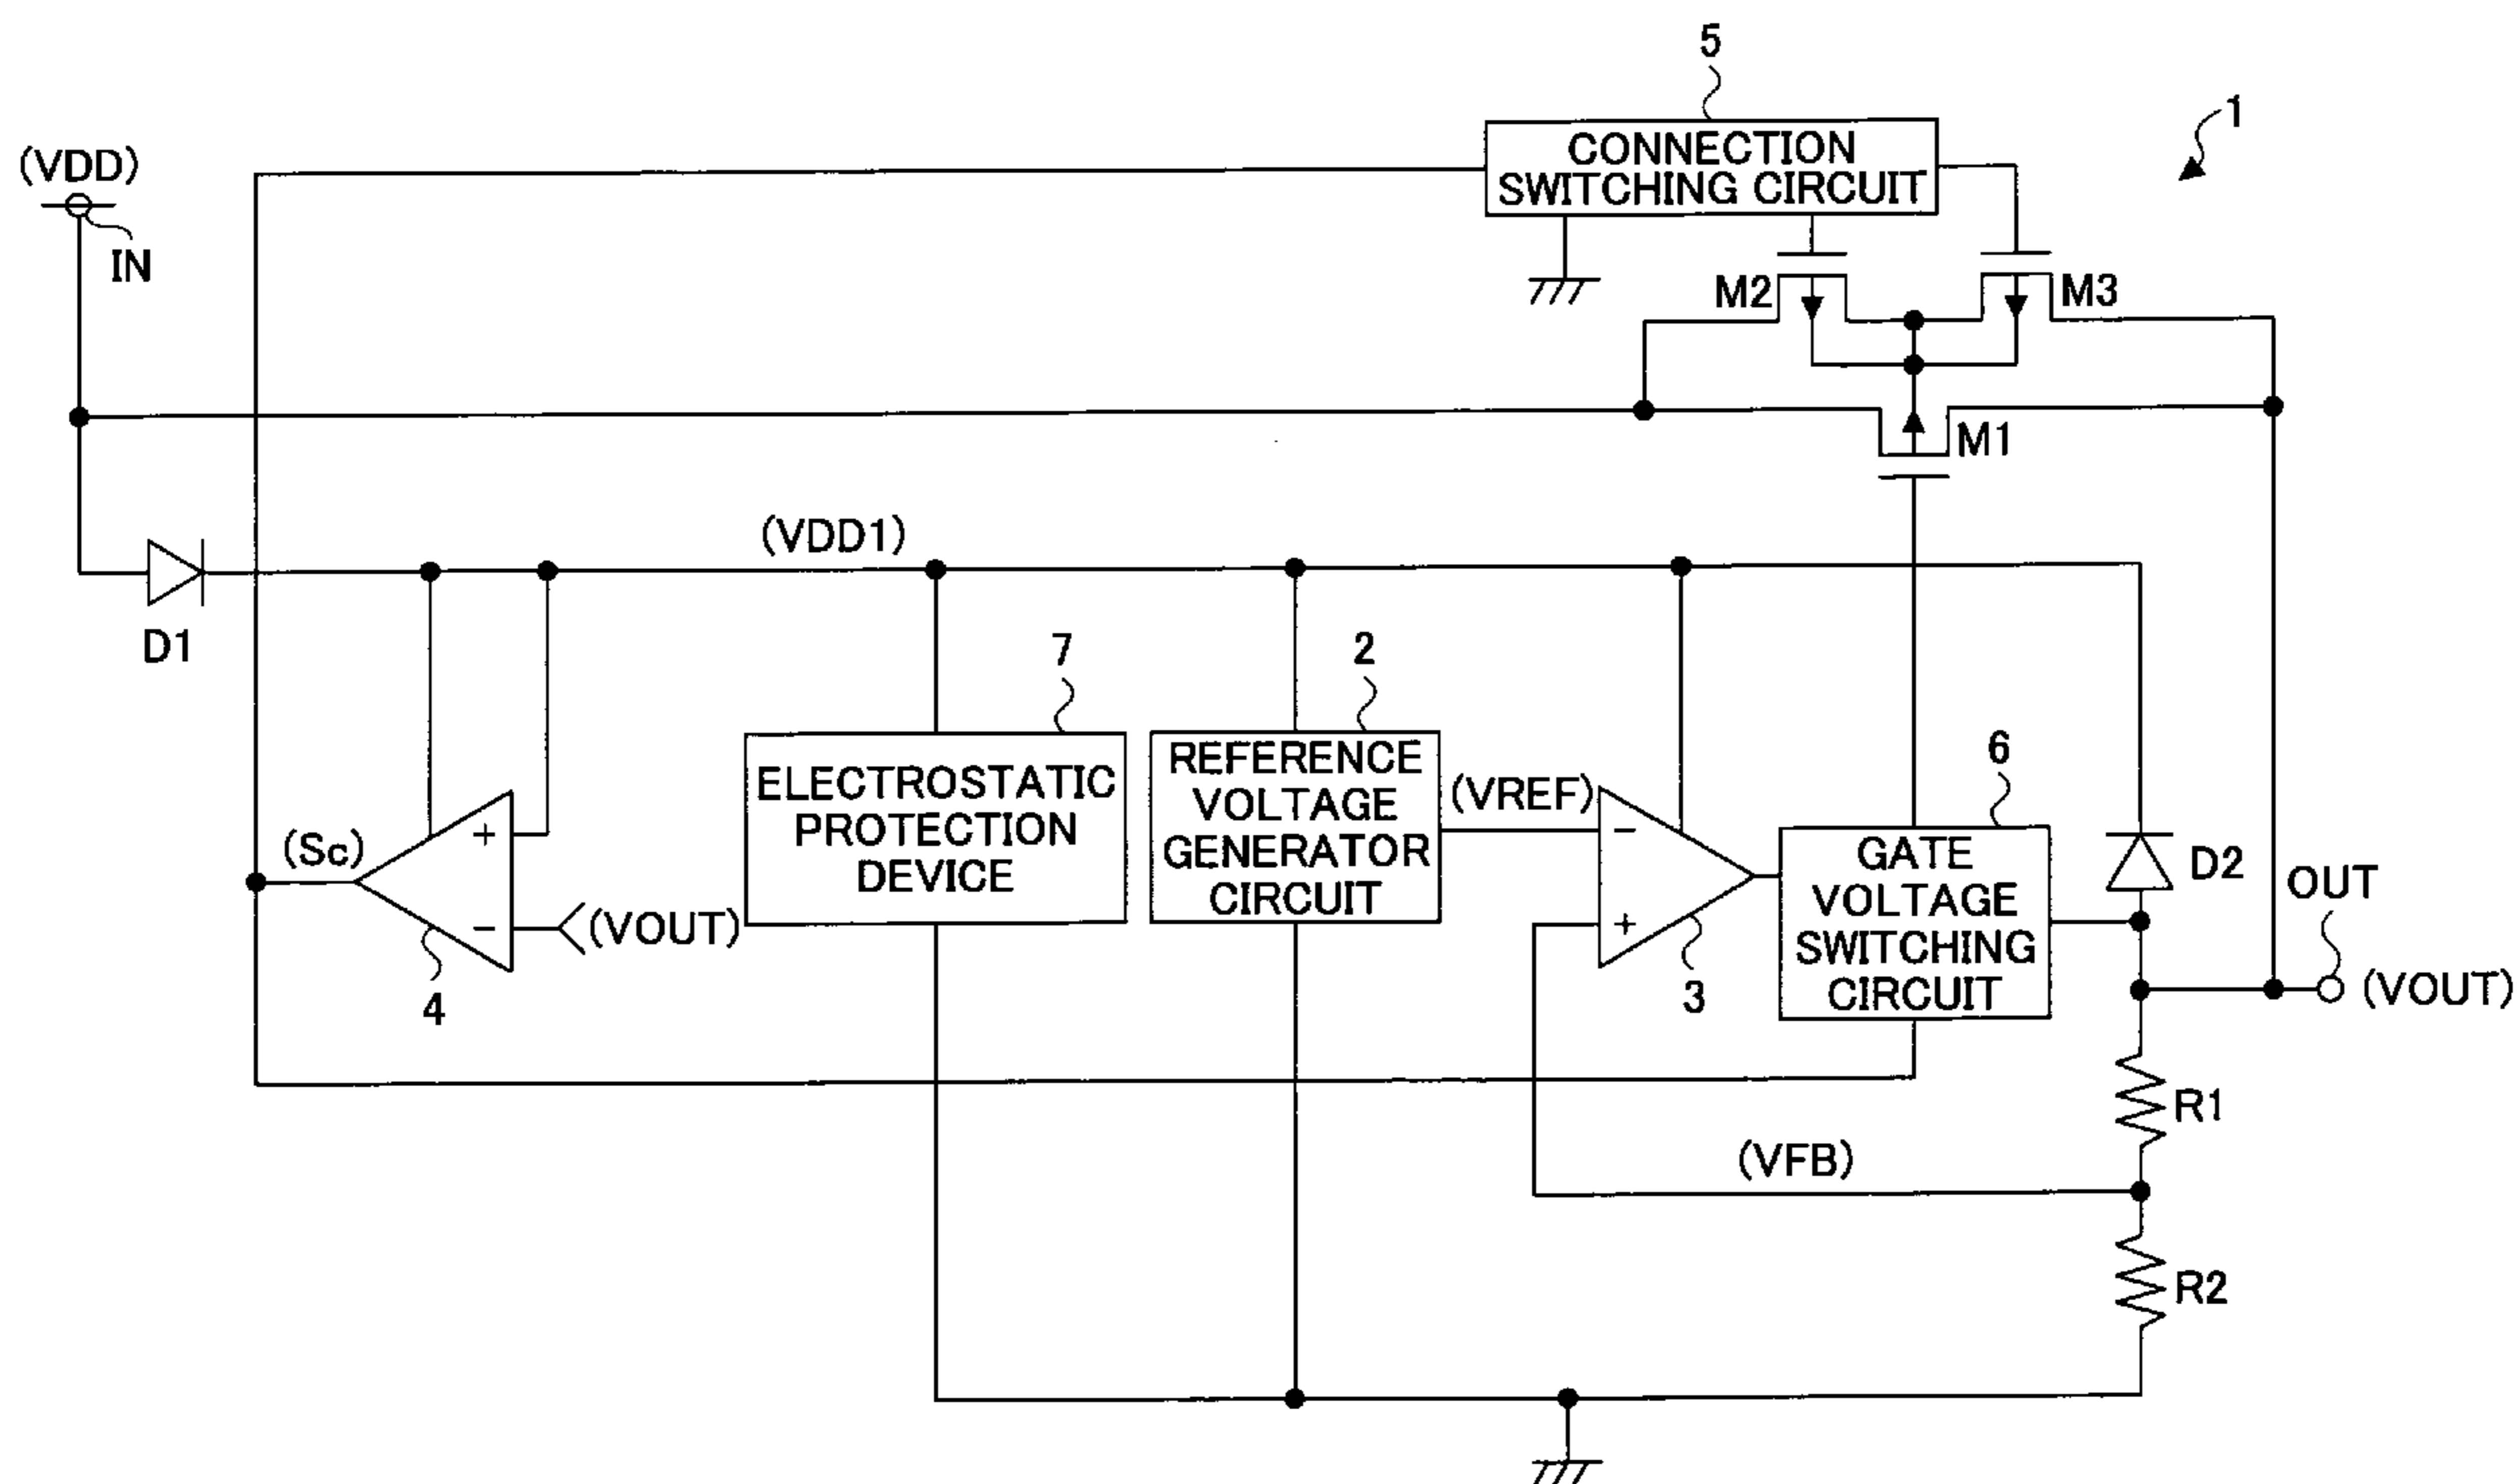 5
1
(VDD)
CONNECTION
SWITCHING CIRCUIT
IN
M2
M3
M1
(VDD1)
D1
7
2
6
ELECTROSTATIC
PROTECTION
DEVICE
REFERENCE
VOLTAGE
GENERATOR
CIRCUIT
(VREF)
GATE
VOLTAGE
SWITCHING
CIRCUIT
D2
OUT
(Sc)
+
−
(VOUT)
−
+
4
3
(VOUT)
R1
(VFB)
R2